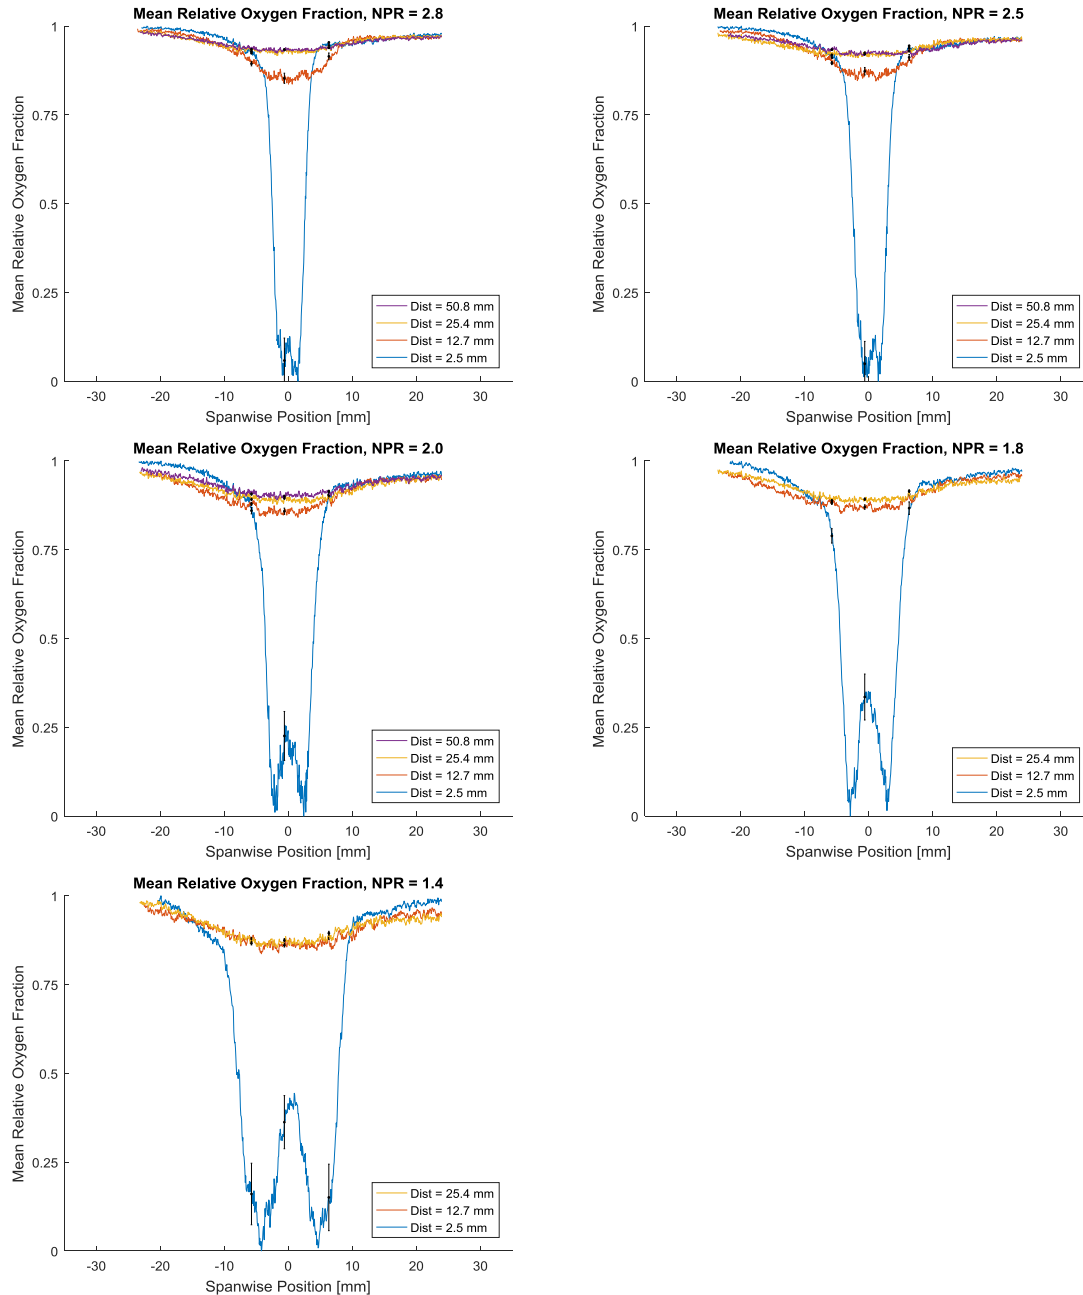 Mean Relative Oxygen Fraction, NPR = 2.8
1
0.75
0.5
0.25
0
Mean Relative Oxygen Fraction
Dist = 50.8 mm
Dist = 25.4 mm
Dist = 12.7 mm
Dist = 2.5 mm
-30 -20 -10 0 10 20 30
Spanwise Position [mm]
Mean Relative Oxygen Fraction, NPR = 2.5
1
0.75
0.5
0.25
0
Mean Relative Oxygen Fraction
Dist = 50.8 mm
Dist = 25.4 mm
Dist = 12.7 mm
Dist = 2.5 mm
-30 -20 -10 0 10 20 30
Spanwise Position [mm]
Mean Relative Oxygen Fraction, NPR = 2.0
1
0.75
0.5
0.25
0
Mean Relative Oxygen Fraction
Dist = 50.8 mm
Dist = 25.4 mm
Dist = 12.7 mm
Dist = 2.5 mm
-30 -20 -10 0 10 20 30
Spanwise Position [mm]
Mean Relative Oxygen Fraction, NPR = 1.8
1
0.75
0.5
0.25
0
Mean Relative Oxygen Fraction
Dist = 25.4 mm
Dist = 12.7 mm
Dist = 2.5 mm
-30 -20 -10 0 10 20 30
Spanwise Position [mm]
Mean Relative Oxygen Fraction, NPR = 1.4
1
0.75
0.5
0.25
0
Mean Relative Oxygen Fraction
Dist = 25.4 mm
Dist = 12.7 mm
Dist = 2.5 mm
-30 -20 -10 0 10 20 30
Spanwise Position [mm]